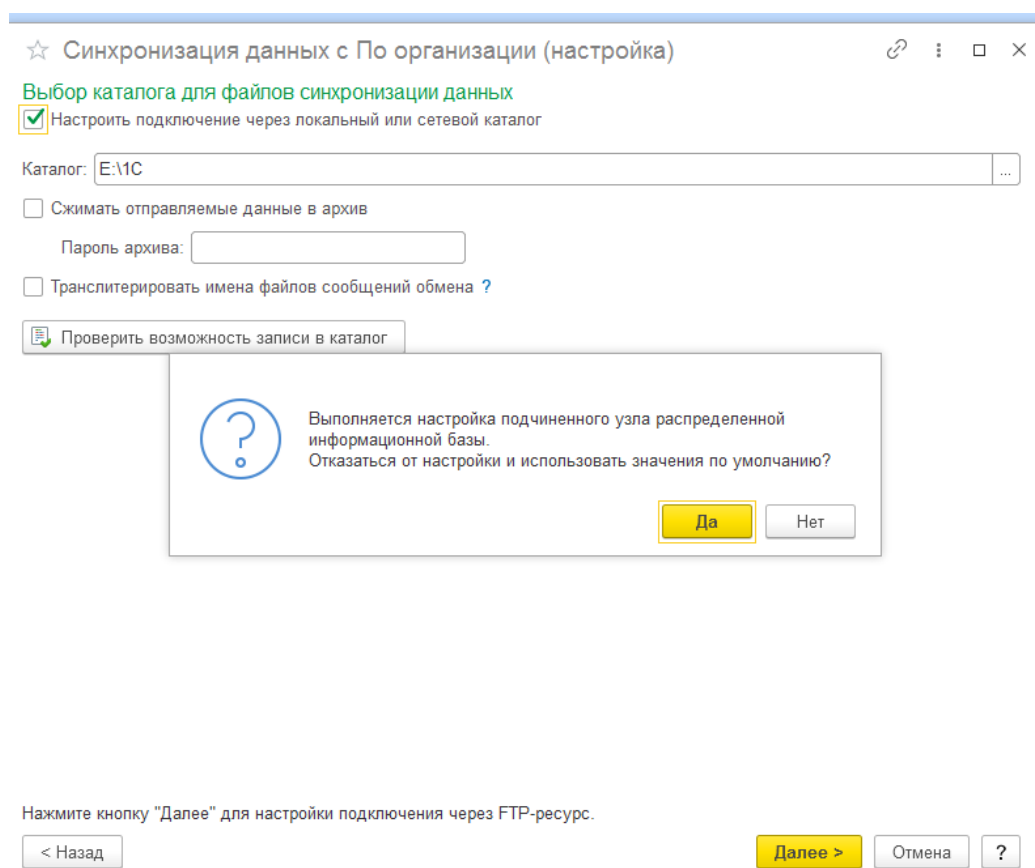 Синхронизация данных с По организации (настройка)
Выбор каталога для файлов синхронизации данных
Настроить подключение через локальный или сетевой каталог
Каталог: E:\1C ...
Сжимать отправляемые данные в архив
Пароль архива:
Транслитерировать имена файлов сообщений обмена ?
Проверить возможность записи в каталог
Выполняется настройка подчиненного узла распределенной
информационной базы.
Отказаться от настройки и использовать значения по умолчанию?
Да Нет
Нажмите кнопку "Далее" для настройки подключения через FTP-ресурс.
< Назад Далее > Отмена ?